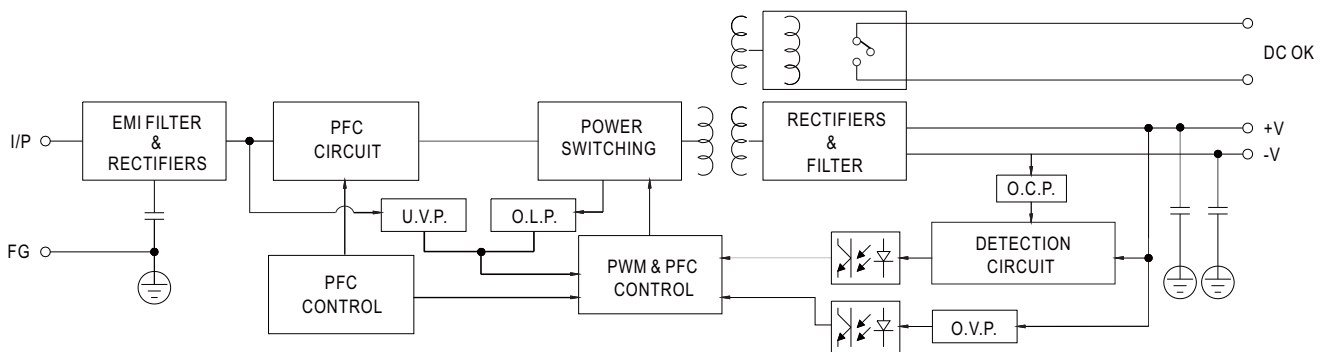 DC OK
I/P
EMI FILTER
&
RECTIFIERS
PFC
CIRCUIT
POWER
SWITCHING
RECTIFIERS
&
FILTER
+V
-V
O.C.P.
U.V.P.
O.L.P.
FG
PFC
CONTROL
PWM & PFC
CONTROL
DETECTION
CIRCUIT
O.V.P.